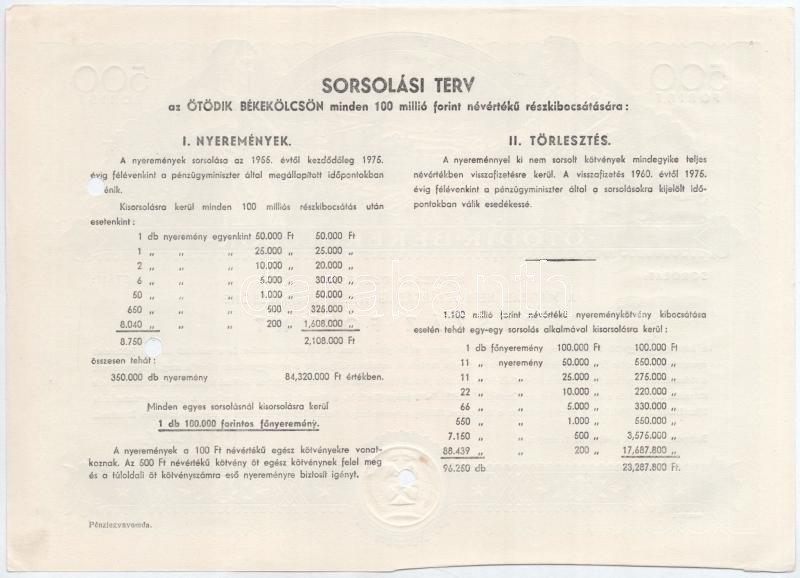 SORSOLÁSI TERV
az ÖTÖDIK BÉKEKÖLCSÖN minden 100 millió forint névértékű részkibocsátására:
I. NYEREMÉNYEK.
A nyeremények sorsolása az 1955. évtől kezdődőleg 1975.
évig félévenkint a pénzügyminiszter által megállapított időpontokban
énik.
Kisorsolásra kerül minden 100 milliós részkibocsátás után
esetenkint:
1 db nyeremény egyenkint 50.000 Ft 50.000 Ft
1 „ „ „ 25.000 „ 25.000 „
2 „ „ „ 10.000 „ 20.000 „
6 „ „ „ 5.000 „ 30.000 „
50 „ „ „ 1.000 „ 50.000 „
650 „ „ „ 500 „ 325.000 „
8.040 „ „ „ 200 „ 1,608.000 „
8.750 2,108.000 Ft
összesen tehát:
350.000 db nyeremény 84,320.000 Ft értékben.
Minden egyes sorsolásnál kisorsolásra kerül
1 db 100.000 forintos főnyeremény.
A nyeremények a 100 Ft névértékű egész kötvényekre vonat-
koznak. Az 500 Ft névértékű kötvény öt egész kötvénynek felel meg
és a túloldali öt kötvényszámra eső nyereményre biztosit igényt.
Pénzjegynyomda.
II. TÖRLESZTÉS.
A nyereménnyel ki nem sorsolt kötvények mindegyike teljes
névértékben visszafizetésre kerül. A visszafizetés 1960. évtől 1975.
évig félévenkint a pénzügyminiszter által a sorsolásokra kijelölt idő-
pontokban válik esedékessé.
1.100 millió forint névértékű nyereménykötvény kibocsátása
esetén tehát egy-egy sorsolás alkalmával kisorsolásra kerül:
1 db főnyeremény 100.000 Ft 100.000 Ft
11 „ nyeremény 50.000 „ 550.000 „
11 „ „ 25.000 „ 275.000 „
22 „ „ 10.000 „ 220.000 „
66 „ „ 5.000 „ 330.000 „
550 „ „ 1.000 „ 550.000 „
7.150 „ „ 500 „ 3,575.000 „
88.439 „ „ 200 „ 17,687.800 „
96.250 db 23,287.800 Ft.